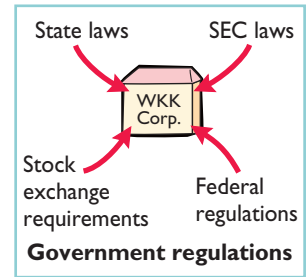 State laws
SEC laws
WKK
Corp.
Stock
exchange
requirements
Federal
regulations
Government regulations